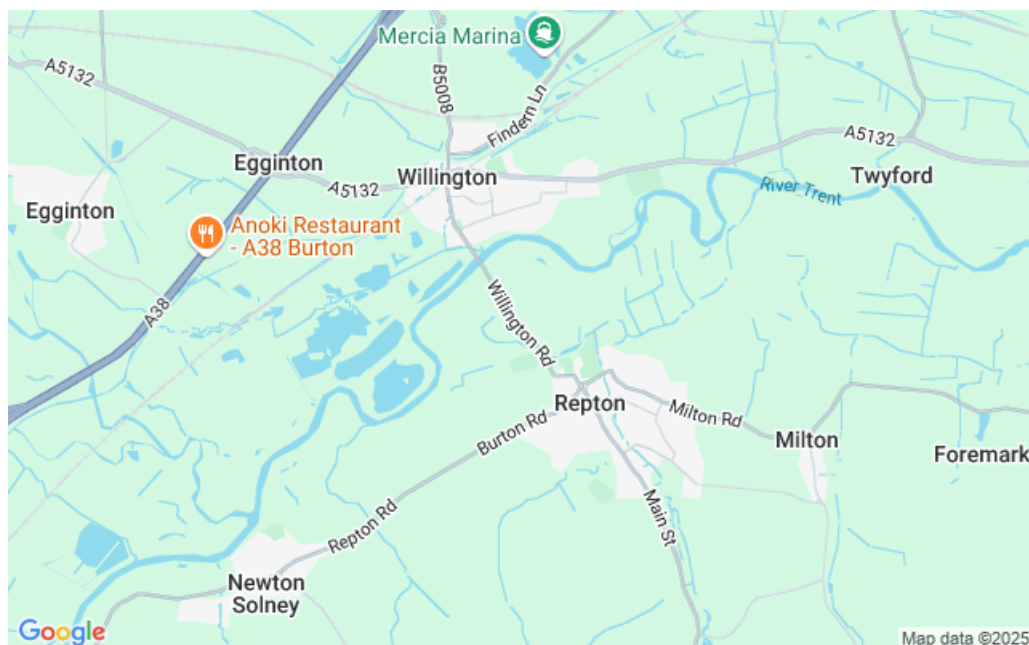 Mercia Marina
A5132
B5008
Findern Ln
A5132
Egginton
Willington
A5132
Twyford
River Trent
Egginton
Anoki Restaurant
- A38 Burton
A38
Willington Rd
Repton
Burton Rd
Milton Rd
Milton
Foremark
Main St
Repton Rd
Newton
Solney
Google
Map data ©2025